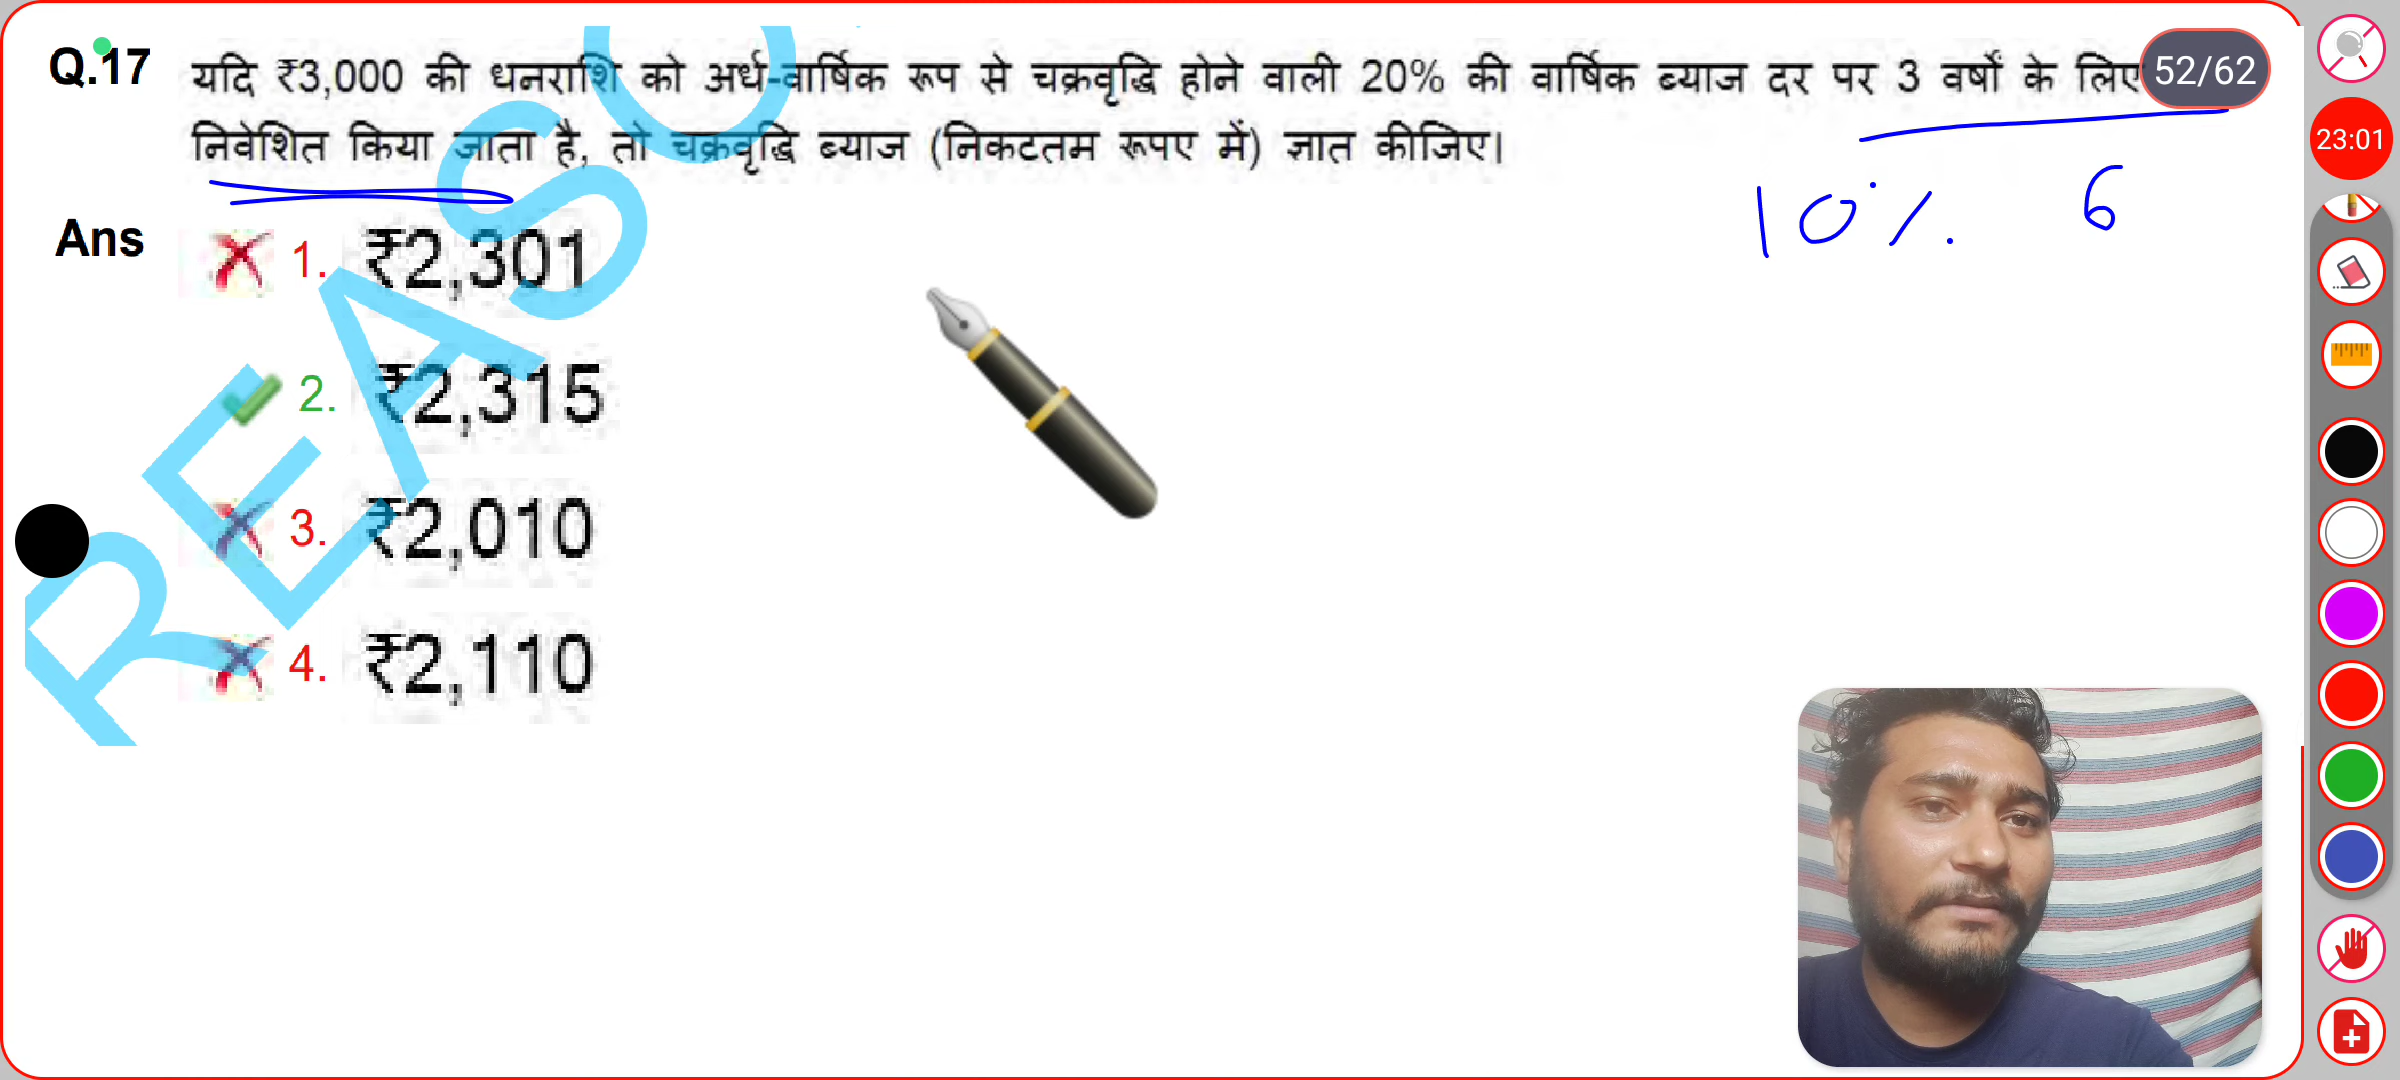 Q.17 यदि ₹3,000 की धनराशि को अर्ध-वार्षिक रूप से चक्रवृद्धि होने वाली 20% की वार्षिक ब्याज दर पर 3 वर्षों के लिए 52/62
निवेशित किया जाता है, तो चक्रवृद्धि ब्याज (निकटतम रूपए में) ज्ञात कीजिए।
23:01
10% 6
Ans 1. ₹2,301
2. ₹2,315
3. ₹2,010
4. ₹2,110
REASO